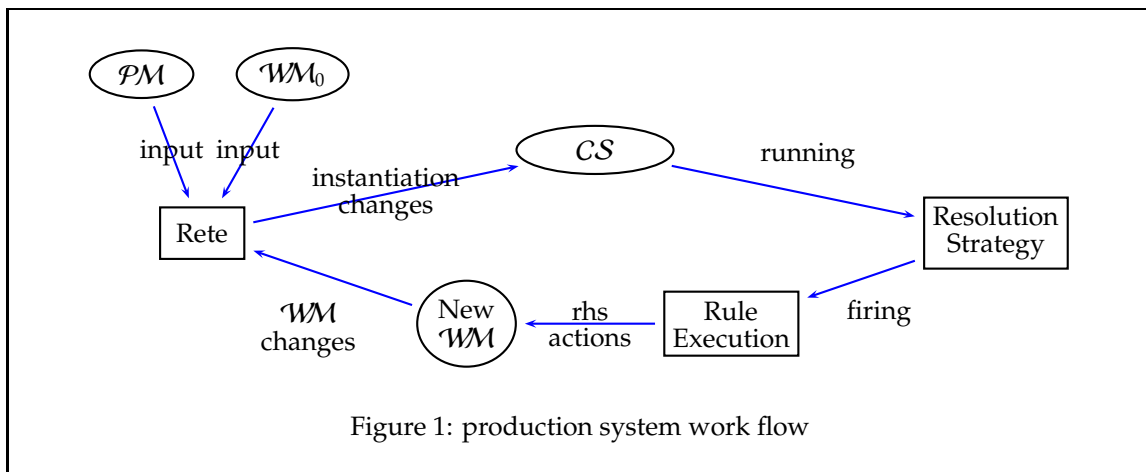 𝒫ℳ
𝒲ℳ₀
input
input
instantiation
changes
𝒞𝒮
running
Rete
Resolution
Strategy
𝒲ℳ
changes
New
𝒲ℳ
rhs
actions
Rule
Execution
firing
Figure 1: production system work flow